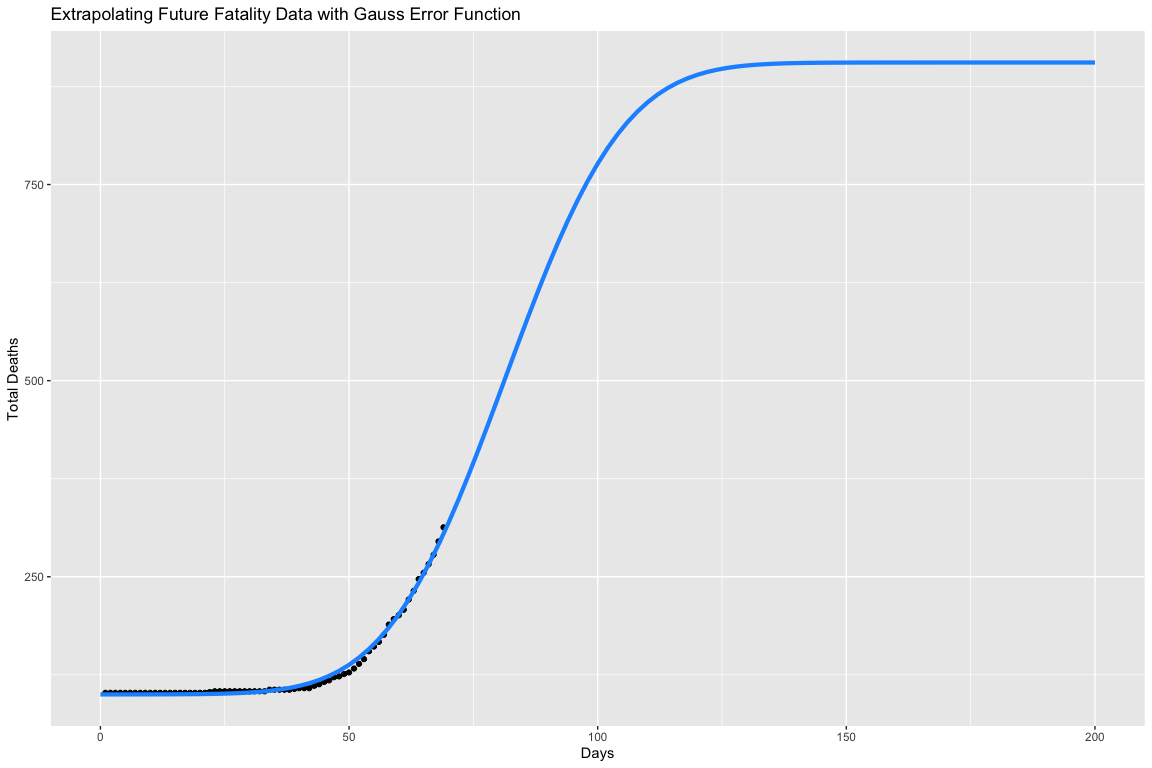 Extrapolating Future Fatality Data with Gauss Error Function
Total Deaths
750
500
250
0 50 100 150 200
Days